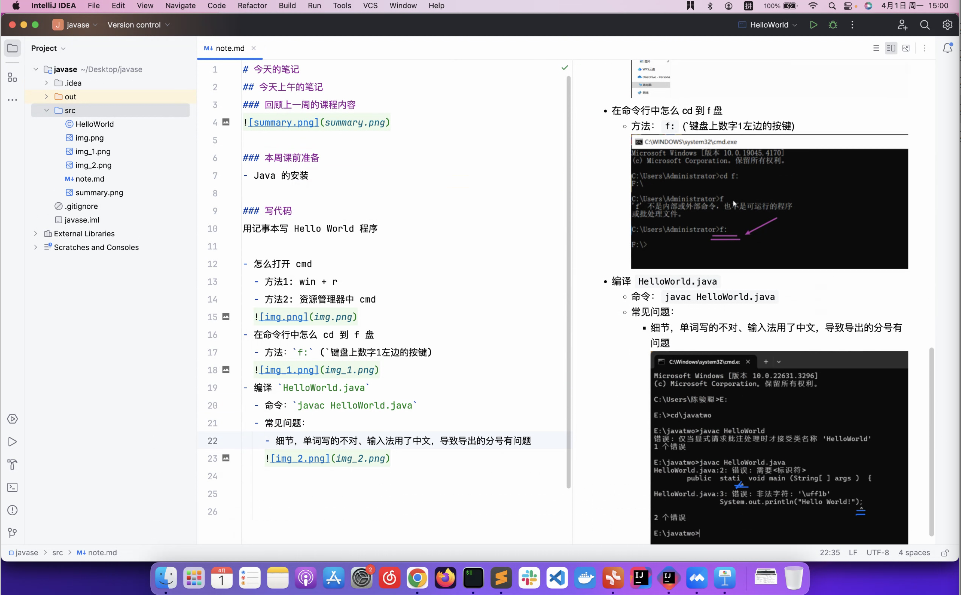 IntelliJ IDEA File Edit View Navigate Code Refactor Build Run Tools VCS Window Help 100% 拼 4月1日 周一 15:00
javase Version control HelloWorld
Project
note.md
javase ~/Desktop/javase
.idea
out
src
HelloWorld
img.png
img_1.png
img_2.png
note.md
summary.png
.gitignore
javase.iml
External Libraries
Scratches and Consoles
1 # 今天的笔记
2 ## 今天上午的笔记
3 ### 回顾上一周的课程内容
4 ![summary.png](summary.png)
5
6 ### 本周课前准备
7 - Java 的安装
8
9 ### 写代码
10 用记事本写 Hello World 程序
11
12 - 怎么打开 cmd
13 - 方法1: win + r
14 - 方法2: 资源管理器中 cmd
15 ![img.png](img.png)
16 - 在命令行中怎么 cd 到 f 盘
17 - 方法：`f:` (`键盘上数字1左边的按键)
18 ![img_1.png](img_1.png)
19 - 编译 `HelloWorld.java`
20 - 命令：`javac HelloWorld.java`
21 - 常见问题：
22 - 细节，单词写的不对、输入法用了中文，导致导出的分号有问题
23 ![img_2.png](img_2.png)
24
25
26
• 在命令行中怎么 cd 到 f 盘
方法： f: (`键盘上数字1左边的按键)
C:\WINDOWS\system32\cmd.exe
Microsoft Windows [版本 10.0.19045.4170]
(c) Microsoft Corporation。保留所有权利。
C:\Users\Administrator>cd f:
F:\
C:\Users\Administrator>f
'f' 不是内部或外部命令，也不是可运行的程序
或批处理文件。
C:\Users\Administrator>f:
F:\>
• 编译 HelloWorld.java
命令： javac HelloWorld.java
常见问题：
细节，单词写的不对、输入法用了中文，导致导出的分号有
问题
C:\Windows\system32\cmd.e
Microsoft Windows [版本 10.0.22631.3296]
(c) Microsoft Corporation。保留所有权利。
E:\>cd\javatwo
E:\javatwo>javac HelloWorld
错误：仅当显式请求批注处理时才接受类名称 'HelloWorld'
1 个错误
E:\javatwo>javac HelloWorld.java
HelloWorld.java:2: 错误: 需要<标识符>
public stati void main (String[ ] args ) {
HelloWorld.java:3: 错误: 非法字符: '\uff1b'
System.out.println("Hello World!")；
2 个错误
E:\javatwo>
javase > src > note.md 22:35 LF UTF-8 4 spaces